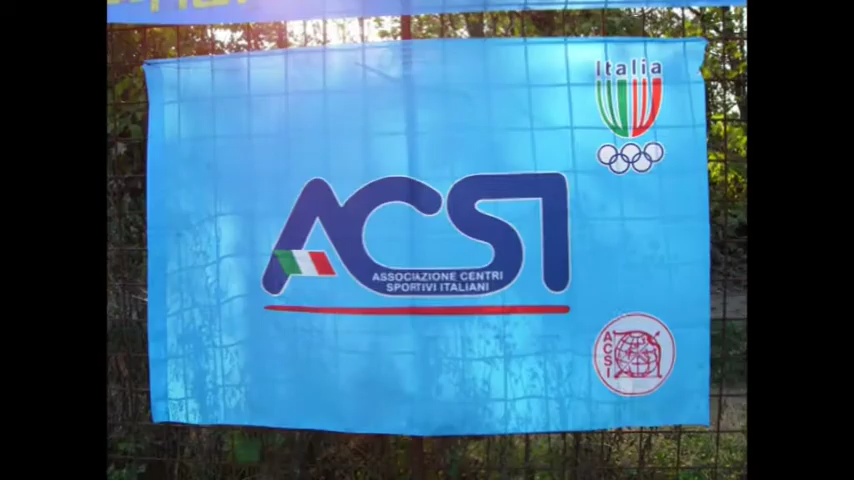 Italia
ACSI
ASSOCIAZIONE CENTRI
SPORTIVI ITALIANI
ACSI